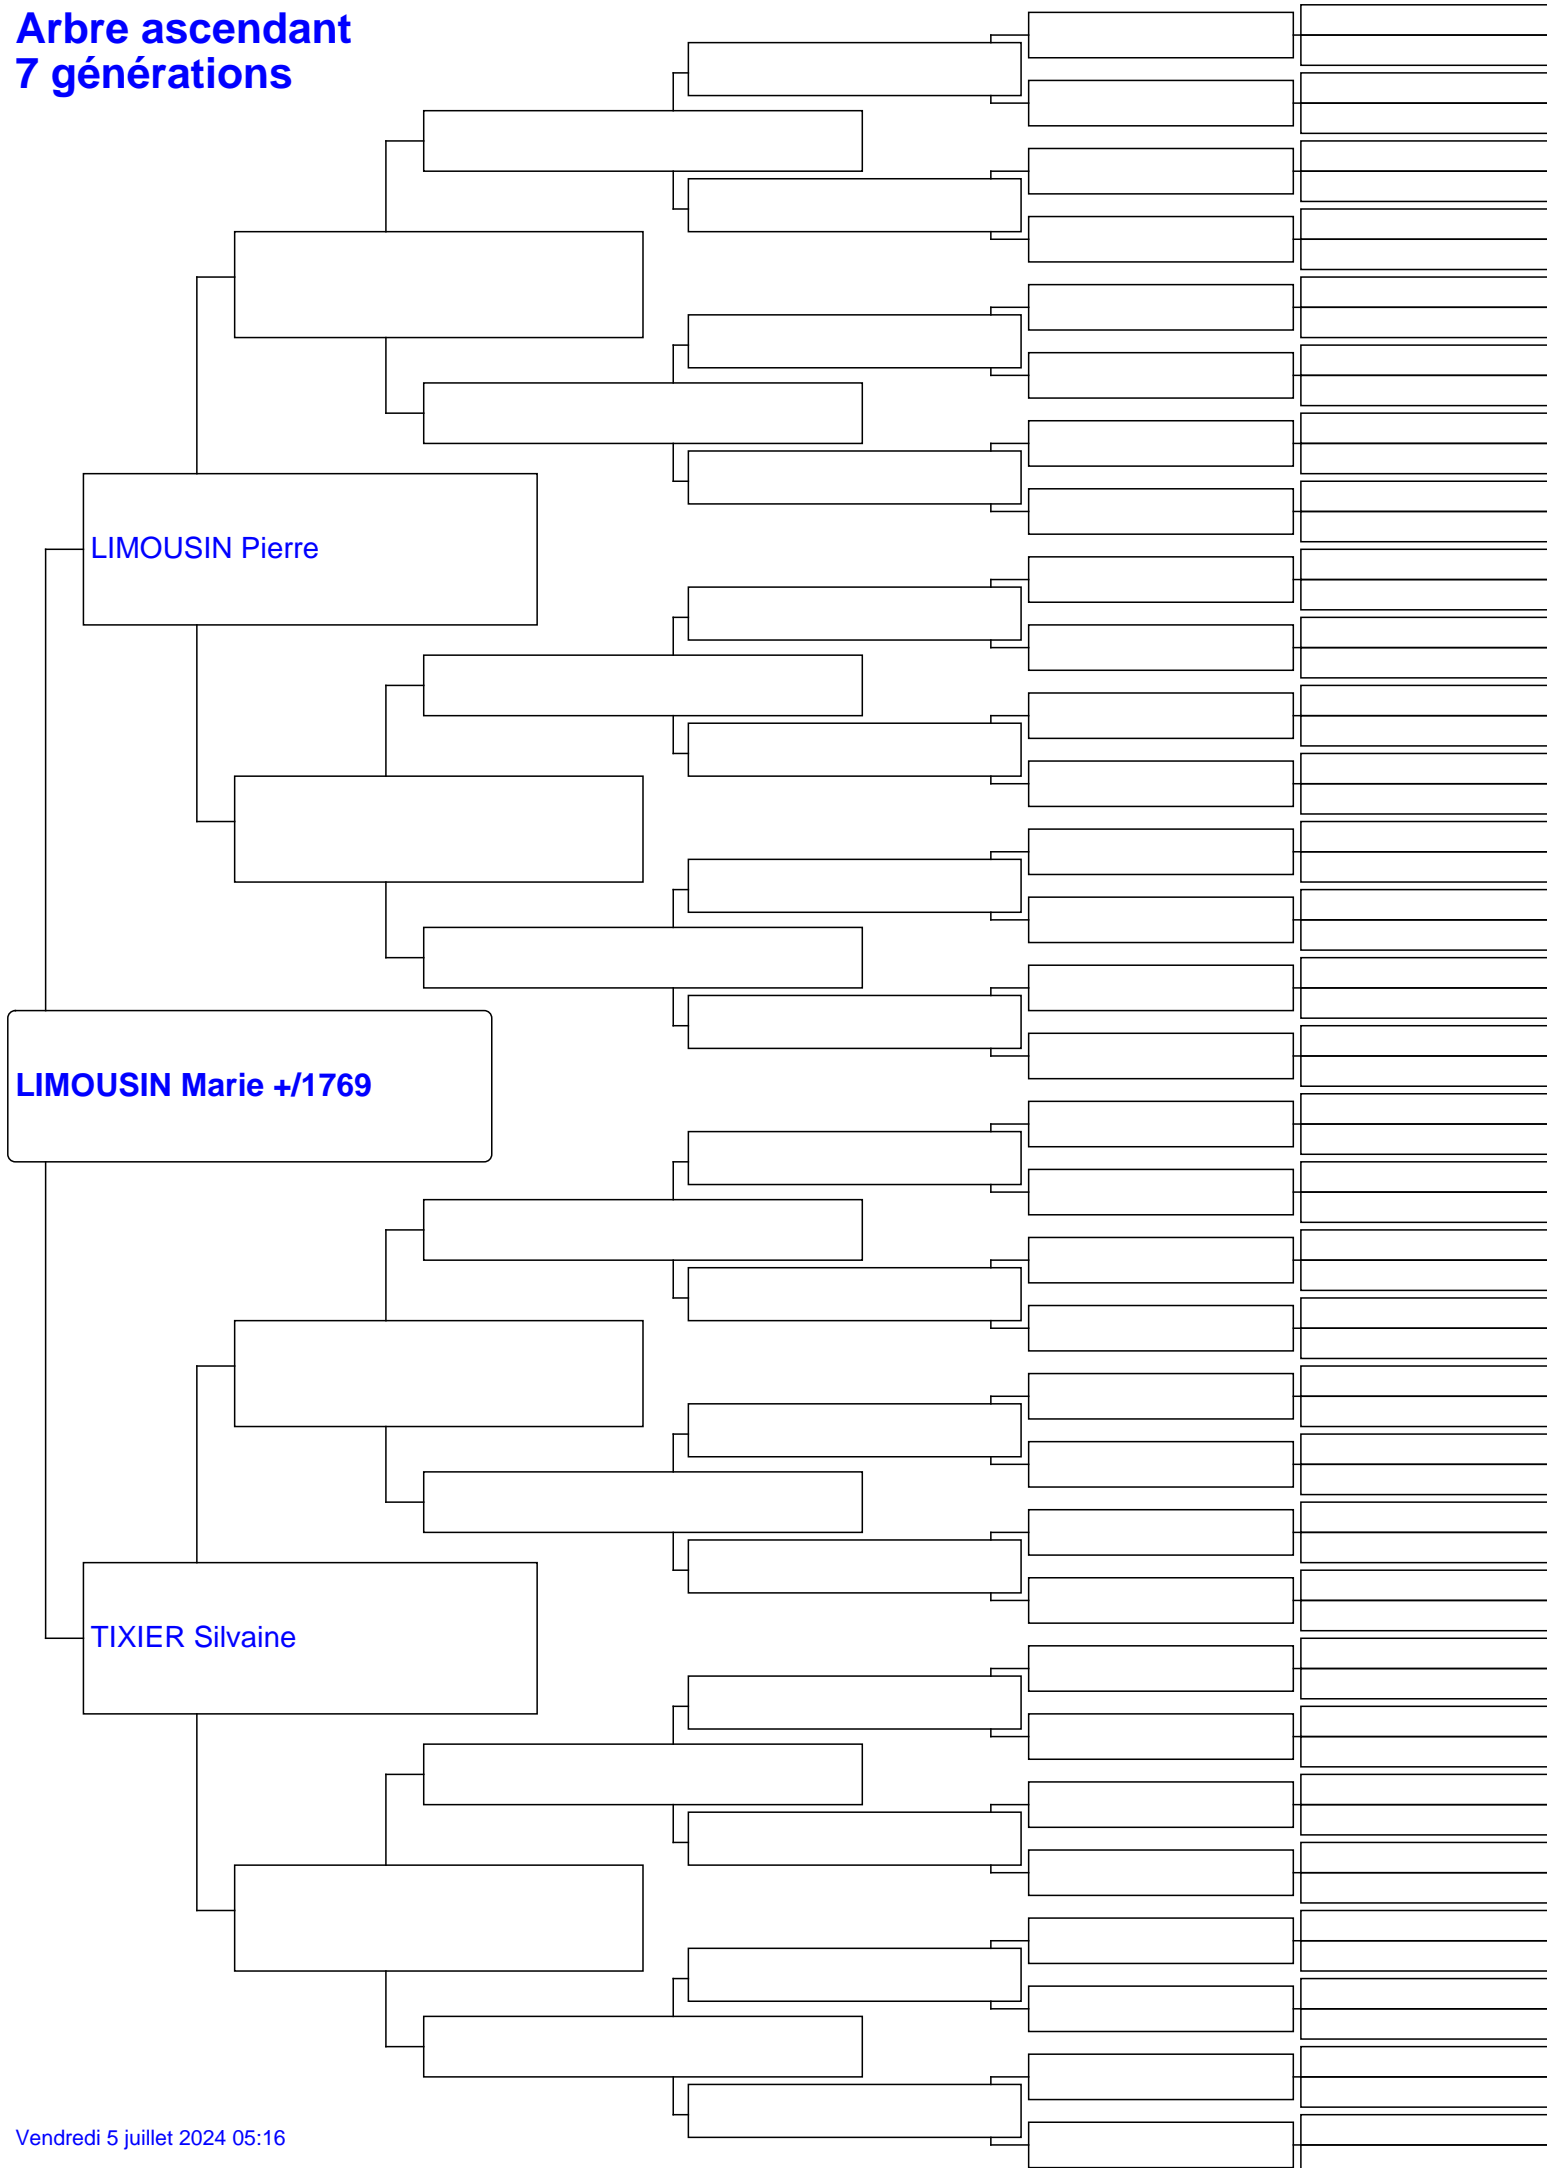 Arbre ascendant
7 générations
LIMOUSIN Pierre
LIMOUSIN Marie +/1769
TIXIER Silvaine
Vendredi 5 juillet 2024 05:16